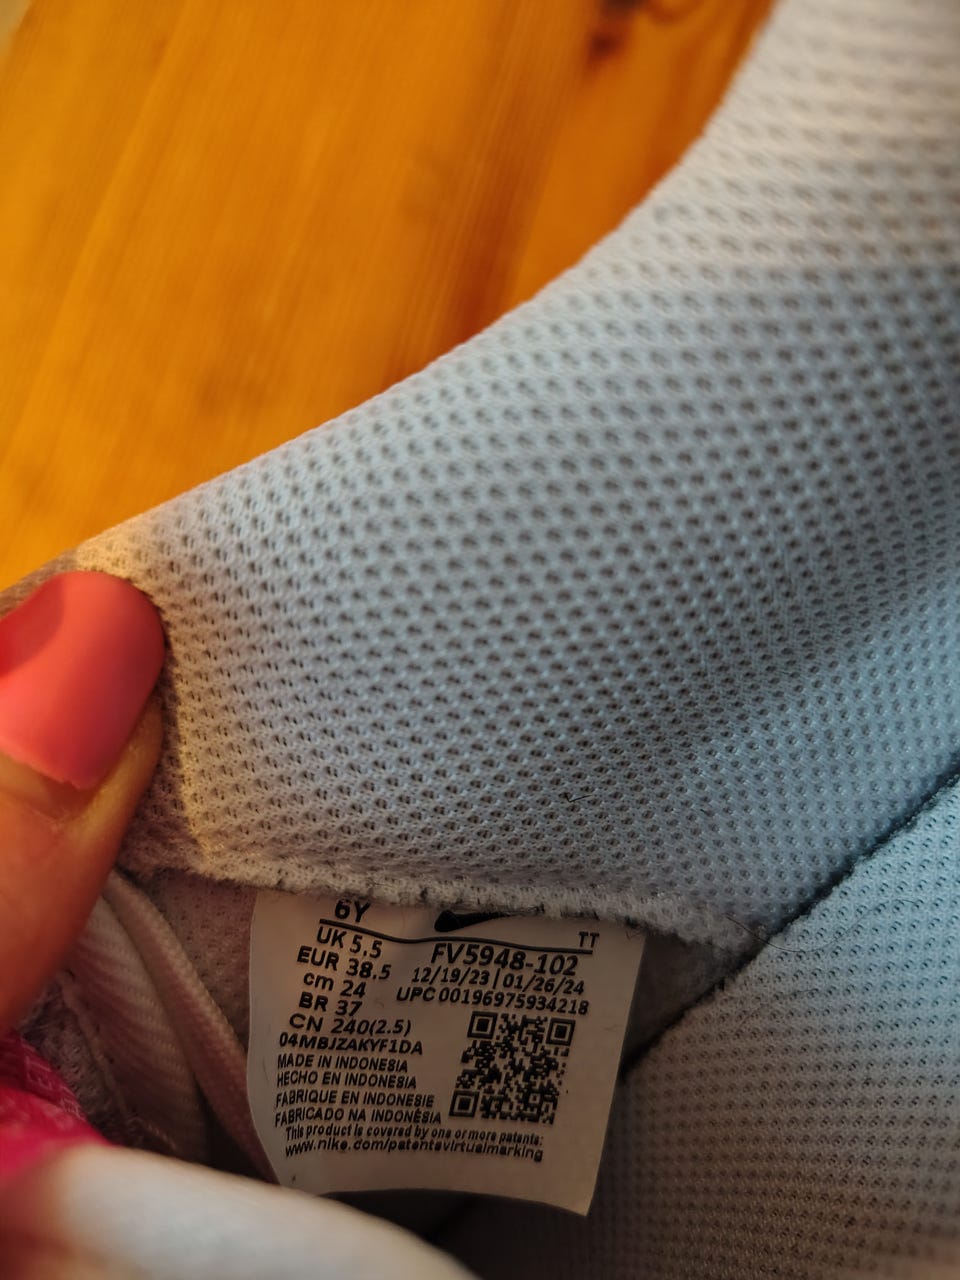 6Y
UK 5.5
EUR 38.5
cm 24
BR 37
CN 240(2.5)
04MBJZAKYF1DA
TT
FV5948-102
12/19/23 | 01/26/24
UPC 00196975934218
MADE IN INDONESIA
HECHO EN INDONESIA
FABRIQUE EN INDONESIE
FABRICADO NA INDONÉSIA
This product is covered by one or more patents:
www.nike.com/patentsvirtualmarking